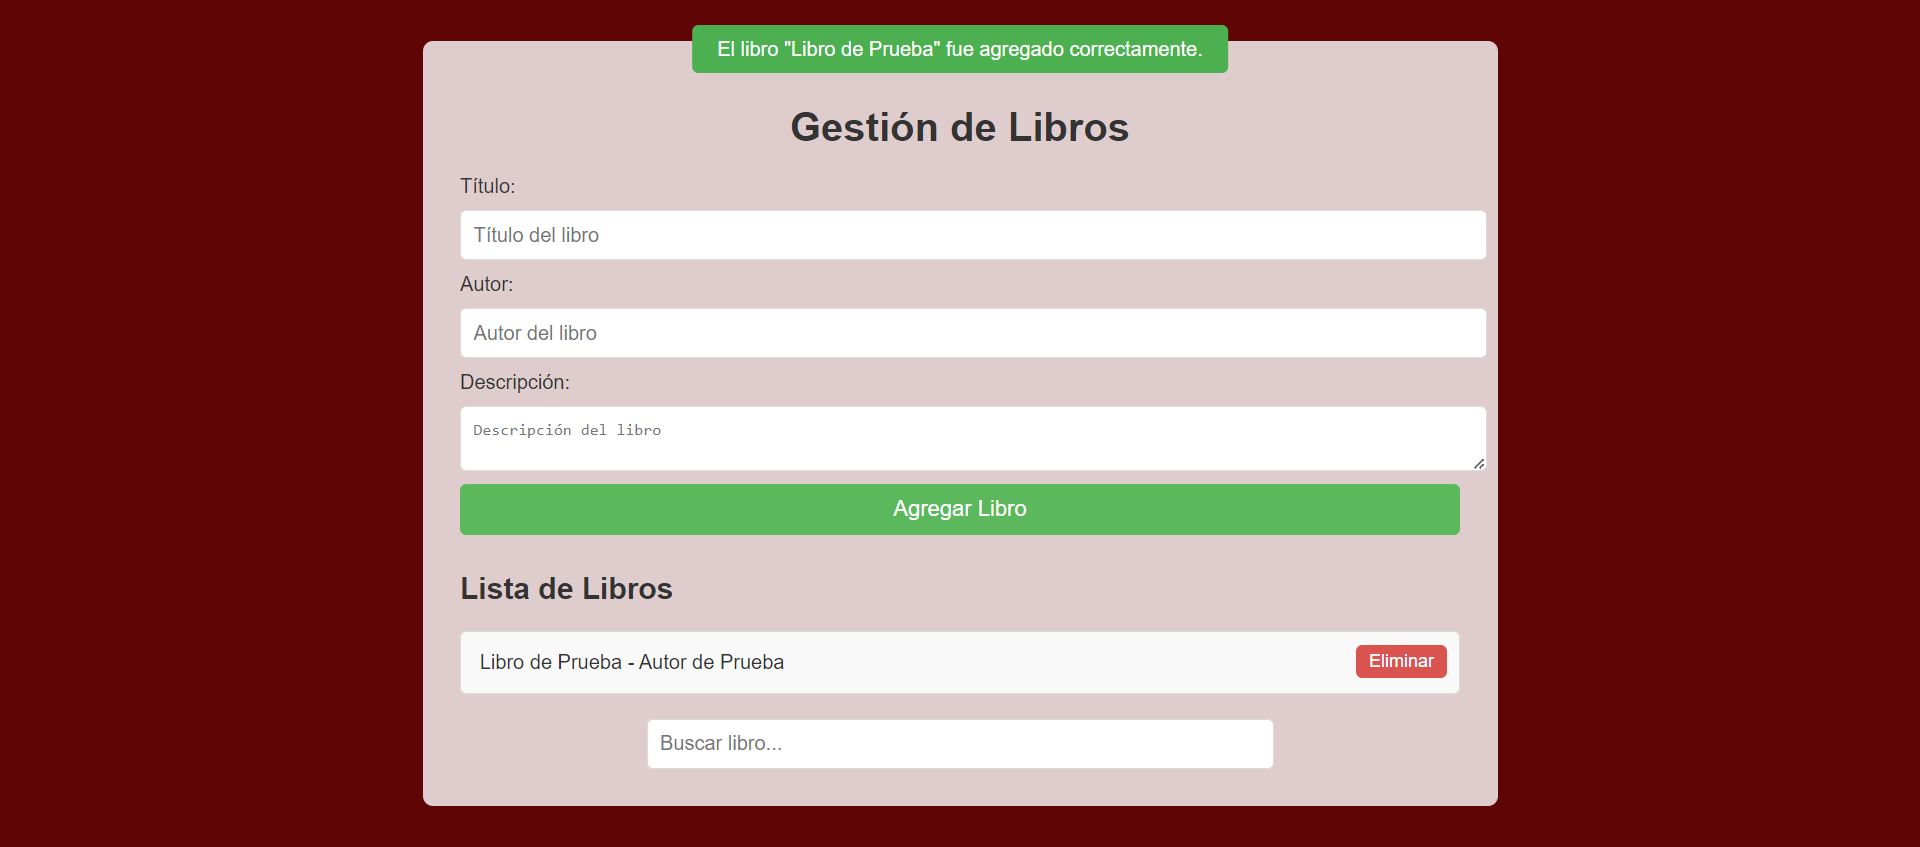 El libro "Libro de Prueba" fue agregado correctamente.
Gestión de Libros
Título:
Título del libro
Autor:
Autor del libro
Descripción:
Descripción del libro
Agregar Libro
Lista de Libros
Libro de Prueba - Autor de Prueba
Eliminar
Buscar libro...